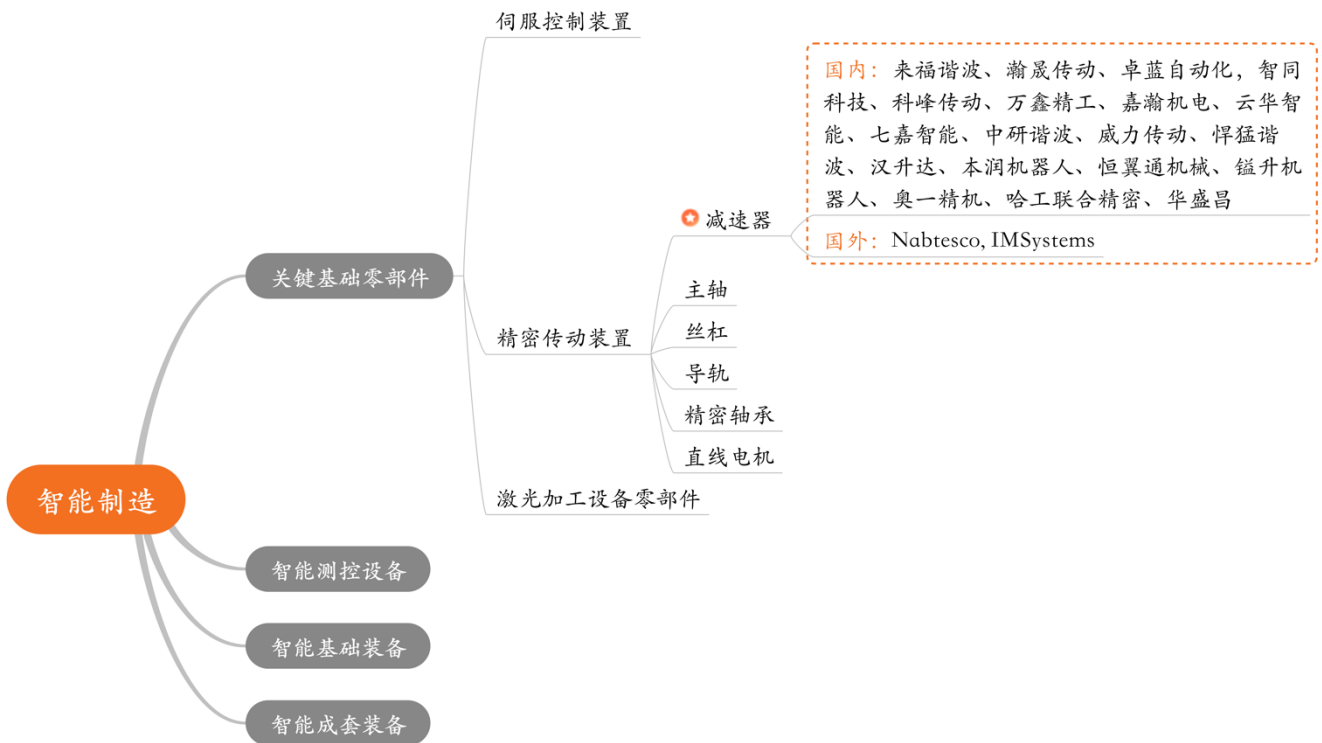 伺服控制装置
国内：来福谐波、瀚晟传动、卓蓝自动化，智同
科技、科峰传动、万鑫精工、嘉瀚机电、云华智
能、七嘉智能、中研谐波、威力传动、悍猛谐
波、汉升达、本润机器人、恒翼通机械、镒升机
器人、奥一精机、哈工联合精密、华盛昌
减速器
国外：Nabtesco, IMSystems
关键基础零部件
主轴
精密传动装置
丝杠
导轨
精密轴承
直线电机
智能制造
激光加工设备零部件
智能测控设备
智能基础装备
智能成套装备